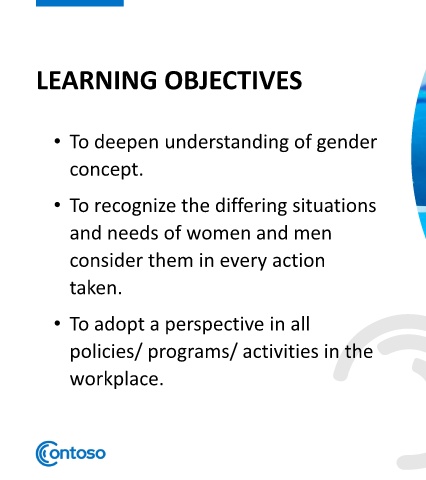 LEARNING OBJECTIVES
• To deepen understanding of gender
concept.
• To recognize the differing situations
and needs of women and men
consider them in every action
taken.
• To adopt a perspective in all
policies/ programs/ activities in the
workplace.
Contoso